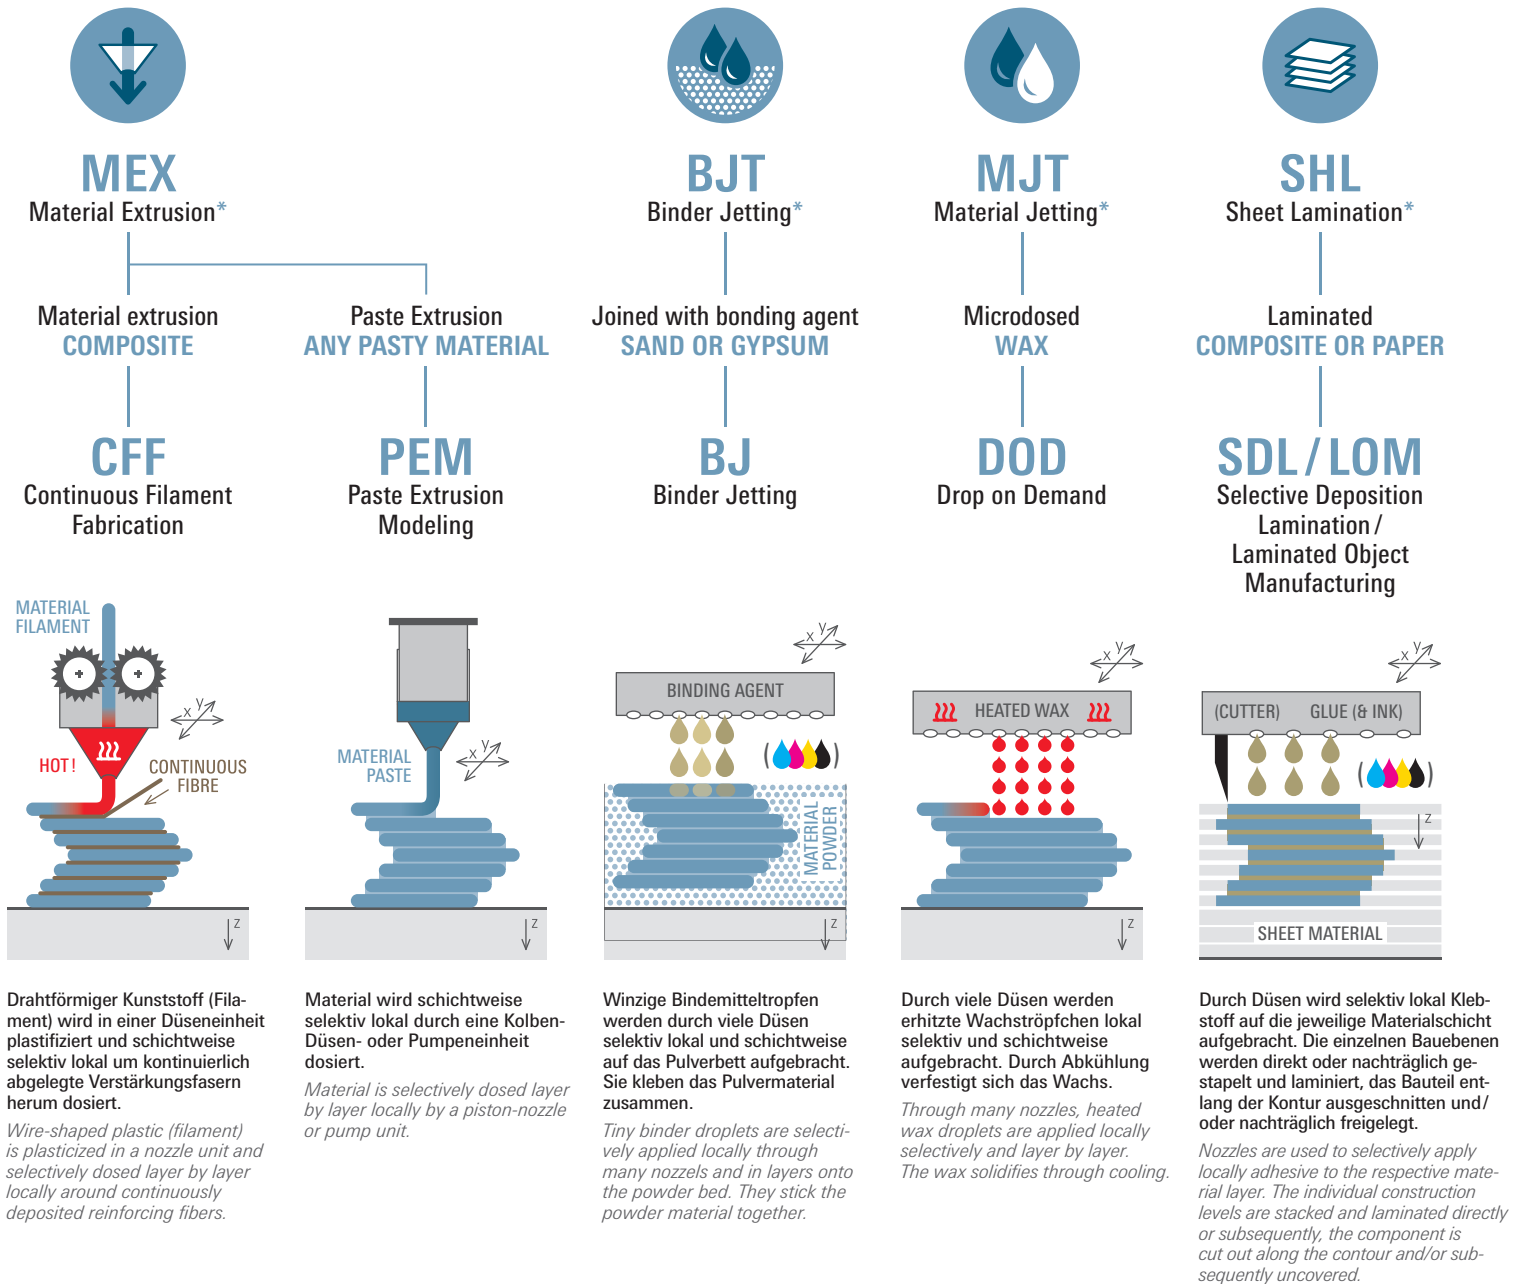 MEX
Material Extrusion*
BJT
Binder Jetting*
MJT
Material Jetting*
SHL
Sheet Lamination*
Material extrusion
COMPOSITE
Paste Extrusion
ANY PASTY MATERIAL
Joined with bonding agent
SAND OR GYPSUM
Microdosed
WAX
Laminated
COMPOSITE OR PAPER
CFF
Continuous Filament
Fabrication
PEM
Paste Extrusion
Modeling
BJ
Binder Jetting
DOD
Drop on Demand
SDL / LOM
Selective Deposition
Lamination /
Laminated Object
Manufacturing
MATERIAL
FILAMENT
x y
HOT!
CONTINUOUS
FIBRE
z
MATERIAL
PASTE
x y
z
x y
BINDING AGENT
( )
MATERIAL
POWDER
z
x y
HEATED WAX
z
x y
(CUTTER) GLUE (& INK)
( )
z
SHEET MATERIAL
Drahtförmiger Kunststoff (Fila-
ment) wird in einer Düseneinheit
plastifiziert und schichtweise
selektiv lokal um kontinuierlich
abgelegte Verstärkungsfasern
herum dosiert.
Wire-shaped plastic (filament)
is plasticized in a nozzle unit and
selectively dosed layer by layer
locally around continuously
deposited reinforcing fibers.
Material wird schichtweise
selektiv lokal durch eine Kolben-
Düsen- oder Pumpeneinheit
dosiert.
Material is selectively dosed layer
by layer locally by a piston-nozzle
or pump unit.
Winzige Bindemitteltropfen
werden durch viele Düsen
selektiv lokal und schichtweise
auf das Pulverbett aufgebracht.
Sie kleben das Pulvermaterial
zusammen.
Tiny binder droplets are selecti-
vely applied locally through
many nozzels and in layers onto
the powder bed. They stick the
powder material together.
Durch viele Düsen werden
erhitzte Wachströpfchen lokal
selektiv und schichtweise
aufgebracht. Durch Abkühlung
verfestigt sich das Wachs.
Through many nozzles, heated
wax droplets are applied locally
selectively and layer by layer.
The wax solidifies through cooling.
Durch Düsen wird selektiv lokal Kleb-
stoff auf die jeweilige Materialschicht
aufgebracht. Die einzelnen Bauebenen
werden direkt oder nachträglich ge-
stapelt und laminiert, das Bauteil ent-
lang der Kontur ausgeschnitten und/
oder nachträglich freigelegt.
Nozzles are used to selectively apply
locally adhesive to the respective mate-
rial layer. The individual construction
levels are stacked and laminated directly
or subsequently, the component is
cut out along the contour and/or sub-
sequently uncovered.